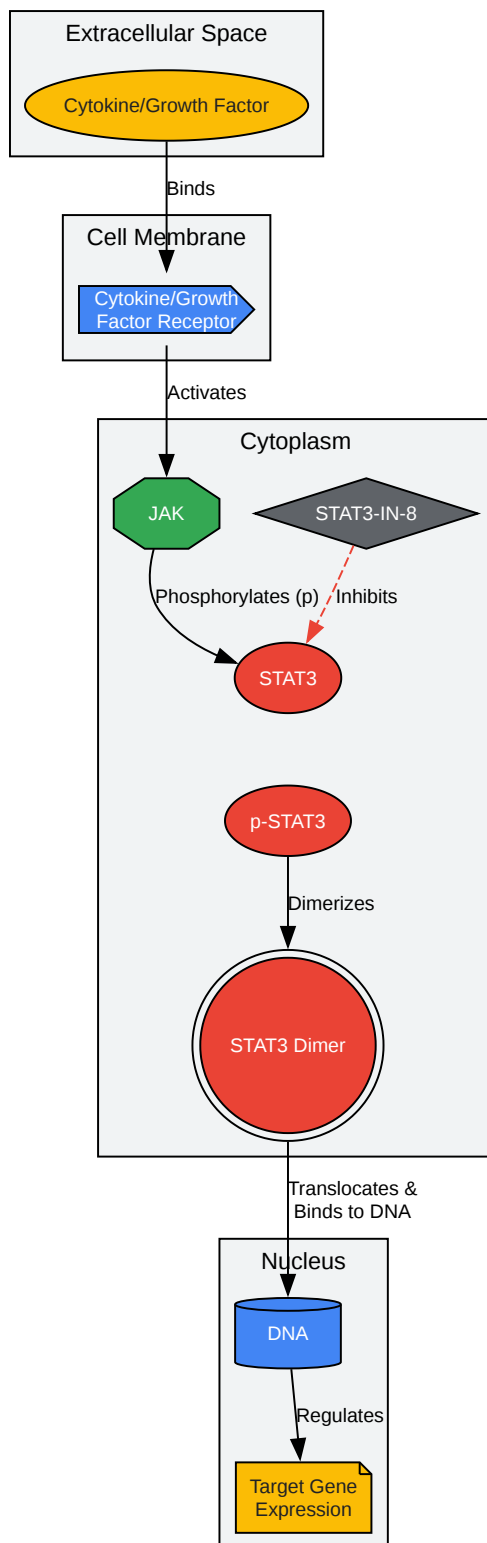 Extracellular Space
Cytokine/Growth Factor
Binds
Cell Membrane
Cytokine/Growth
Factor Receptor
Activates
Cytoplasm
JAK
STAT3-IN-8
Phosphorylates (p)
Inhibits
STAT3
p-STAT3
Dimerizes
STAT3 Dimer
Translocates &
Binds to DNA
Nucleus
DNA
Regulates
Target Gene
Expression